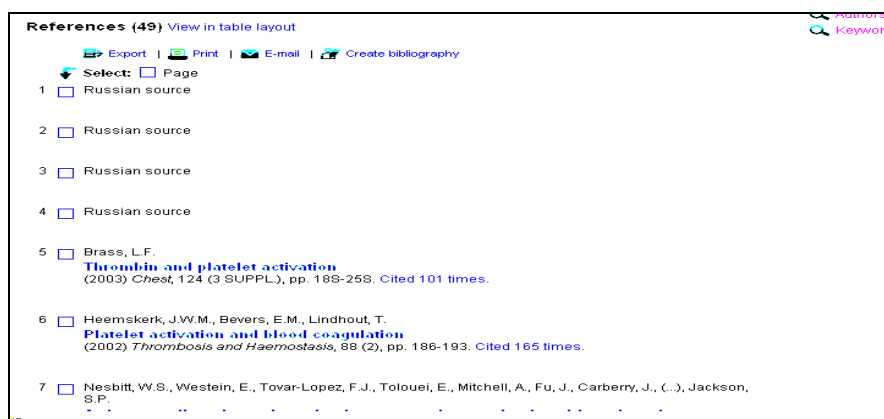 References (49) View in table layout
Authors
Keywor
Export | Print | E-mail | Create bibliography
Select: Page
1 Russian source
2 Russian source
3 Russian source
4 Russian source
5 Brass, L.F.
Thrombin and platelet activation
(2003) Chest, 124 (3 SUPPL.), pp. 18S-25S. Cited 101 times.
6 Heemskerk, J.W.M., Bevers, E.M., Lindhout, T.
Platelet activation and blood coagulation
(2002) Thrombosis and Haemostasis, 88 (2), pp. 186-193. Cited 165 times.
7 Nesbitt, W.S., Westein, E., Tovar-Lopez, F.J., Tolouei, E., Mitchell, A., Fu, J., Carberry, J., (...), Jackson,
S.P.